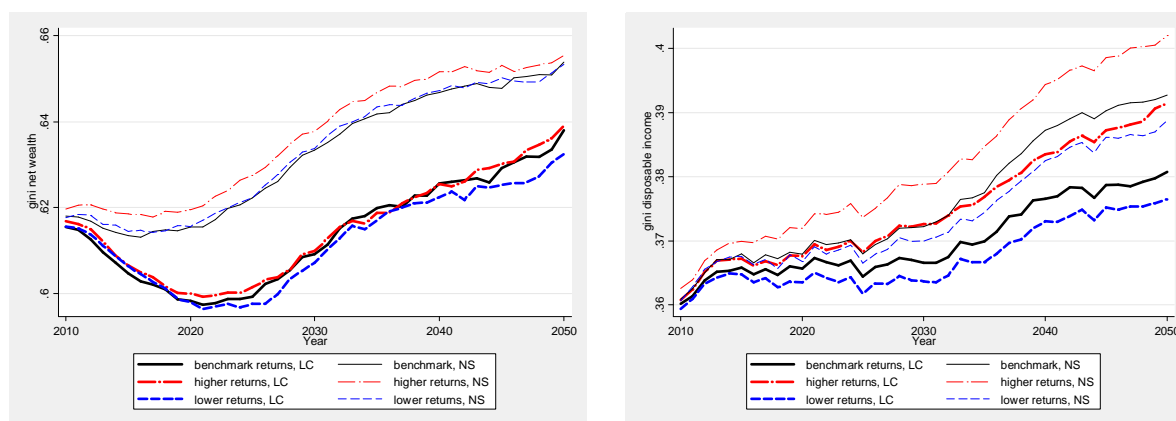 gini net wealth
.66
.64
.62
.6
2010 2020 2030 2040 2050
Year
benchmark returns, LC benchmark, NS
higher returns, LC higher returns, NS
lower returns, LC lower returns, NS
gini disposable income
.4
.39
.38
.37
.36
2010 2020 2030 2040 2050
Year
benchmark returns, LC benchmark, NS
higher returns, LC higher returns, NS
lower returns, LC lower returns, NS